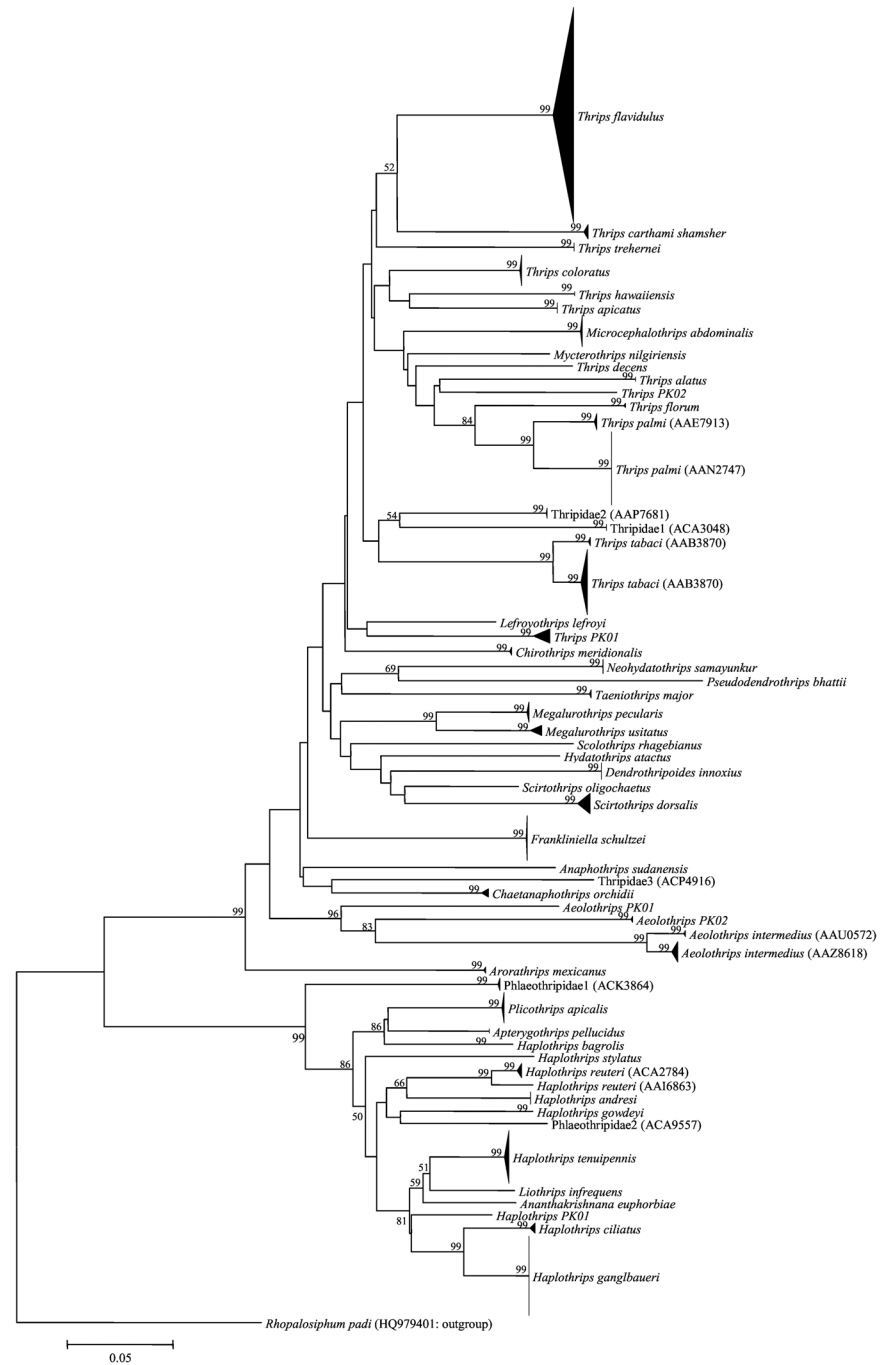 99
Thrips flavidulus
52
99
Thrips carthami shamsher
99
Thrips trehernei
99
Thrips coloratus
99
Thrips hawaiiensis
99
Thrips apicatus
99
Microcephalothrips abdominalis
Mycterothrips nilgiriensis
Thrips decens
99
Thrips alatus
Thrips PK02
99
Thrips florum
84
99
Thrips palmi (AAE7913)
99
99
Thrips palmi (AAN2747)
99
Thripidae2 (AAP7681)
54
99
Thripidae1 (ACA3048)
99
Thrips tabaci (AAB3870)
99
99
Thrips tabaci (AAB3870)
Lefroyothrips lefroyi
99
Thrips PK01
99
Chirothrips meridionalis
99
Neohydatothrips samayunkur
69
Pseudodendrothrips bhattii
99
Taeniothrips major
99
Megalurothrips pecularis
99
99
Megalurothrips usitatus
Scolothrips rhagebianus
Hydatothrips atactus
99
Dendrothripoides innoxius
Scirtothrips oligochaetus
99
Scirtothrips dorsalis
99
Frankliniella schultzei
Anaphothrips sudanensis
Thripidae3 (ACP4916)
99
Chaetanaphothrips orchidii
99
96
Aeolothrips PK01
99
Aeolothrips PK02
83
99
Aeolothrips intermedius (AAU0572)
99
99
Aeolothrips intermedius (AAZ8618)
99
Arorathrips mexicanus
99
Phlaeothripidae1 (ACK3864)
99
Plicothrips apicalis
99
86
Apterygothrips pellucidus
99
Haplothrips bagrolis
86
Haplothrips stylatus
99
99
Haplothrips reuteri (ACA2784)
66
Haplothrips reuteri (AAI6863)
Haplothrips andresi
50
99
Haplothrips gowdeyi
Phlaeothripidae2 (ACA9557)
99
Haplothrips tenuipennis
51
59
Liothrips infrequens
Ananthakrishnana euphorbiae
81
Haplothrips PK01
99
Haplothrips ciliatus
99
99
Haplothrips ganglbaueri
Rhopalosiphum padi (HQ979401: outgroup)
0.05